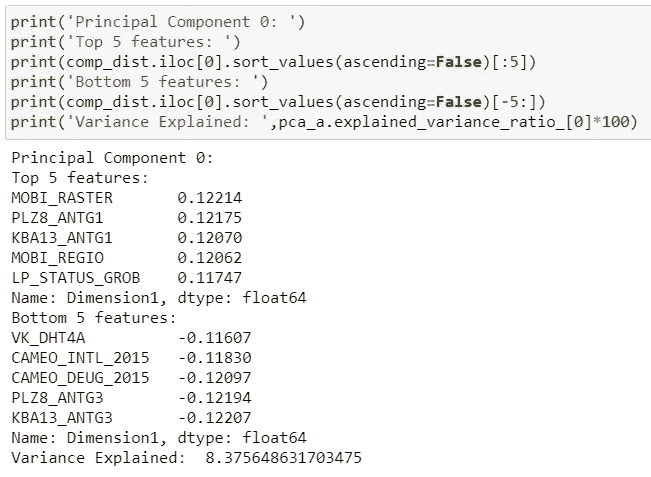 print('Principal Component 0: ')
print('Top 5 features: ')
print(comp_dist.iloc[0].sort_values(ascending=False)[:5])
print('Bottom 5 features: ')
print(comp_dist.iloc[0].sort_values(ascending=False)[-5:])
print('Variance Explained: ',pca_a.explained_variance_ratio_[0]*100)
Principal Component 0:
Top 5 features:
MOBI_RASTER 0.12214
PLZ8_ANTG1 0.12175
KBA13_ANTG1 0.12070
MOBI_REGIO 0.12062
LP_STATUS_GROB 0.11747
Name: Dimension1, dtype: float64
Bottom 5 features:
VK_DHT4A -0.11607
CAMEO_INTL_2015 -0.11830
CAMEO_DEUG_2015 -0.12097
PLZ8_ANTG3 -0.12194
KBA13_ANTG3 -0.12207
Name: Dimension1, dtype: float64
Variance Explained: 8.375648631703475